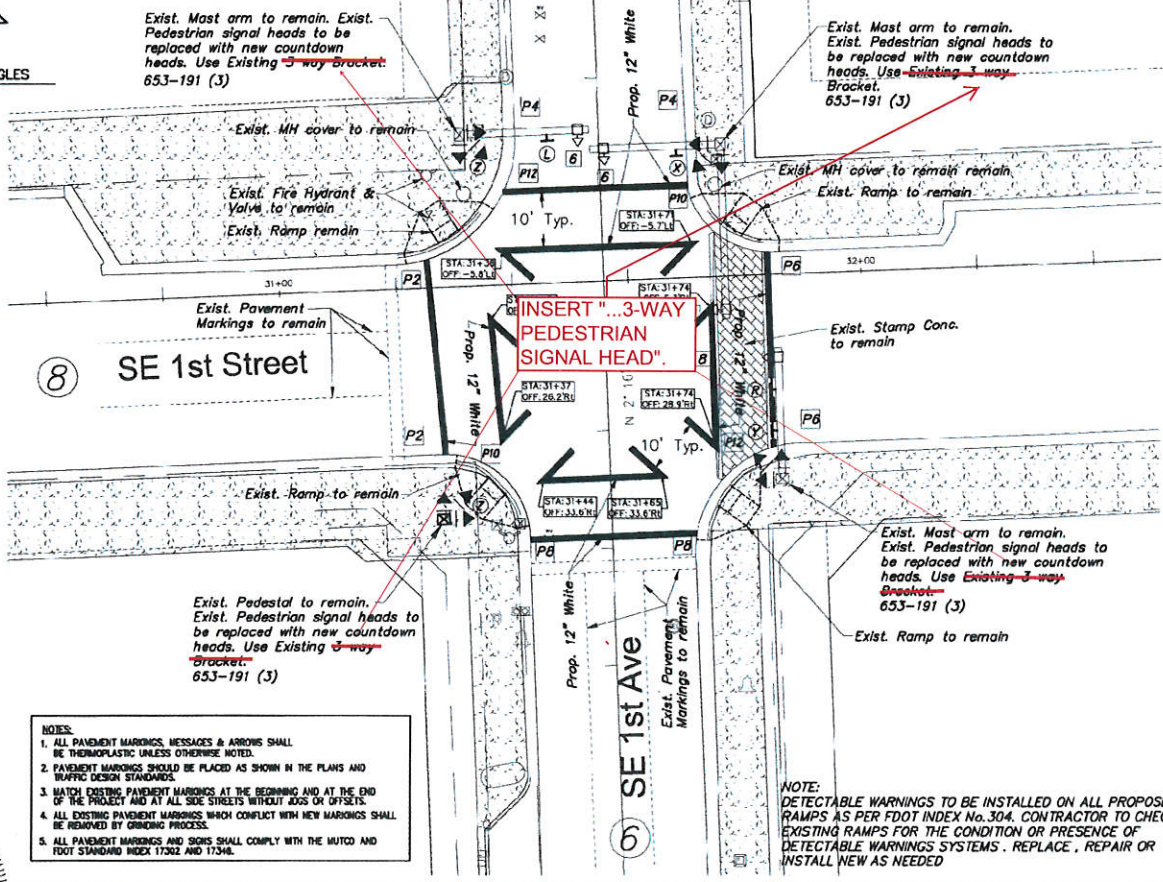 GLES
Exist. Mast arm to remain. Exist.
Pedestrian signal heads to be
replaced with new countdown
heads. Use Existing 3 way Bracket.
653-191 (3)
Exist. Mast arm to remain.
Exist. Pedestrian signal heads to
be replaced with new countdown
heads. Use Existing 3 way
Bracket.
653-191 (3)
Prop. 12" White
P4
P4
Exist. MH cover to remain
Z
L
6
6
X
P12
P10
Exist. MH cover to remain remain
Exist. Fire Hydrant &
Valve to remain
Exist. Ramp to remain
Exist. Ramp remain
10' Typ.
STA: 31+71
OFF: -5.7'Lt
STA: 31+36
OFF: -5.8'Lt
P2
P6
31+00
32+00
STA: 31+74
Exist. Pavement
Markings to remain
INSERT "...3-WAY
PEDESTRIAN
SIGNAL HEAD".
Exist. Stamp Conc.
to remain
8
SE 1st Street
Prop. 12" White
Prop. 12" White
8
R
Y
STA: 31+37
OFF: 26.2'Rt
STA: 31+74
OFF: 28.9'Rt
P2
P10
10' Typ.
P12
P6
Exist. Ramp to remain
Z
STA: 31+44
OFF: 33.6'Rt
STA: 31+65
OFF: 33.6'Rt
P8
P8
Exist. Mast arm to remain.
Exist. Pedestrian signal heads to
be replaced with new countdown
heads. Use Existing 3 way
Bracket.
653-191 (3)
Exist. Pedestal to remain.
Exist. Pedestrian signal heads to
be replaced with new countdown
heads. Use Existing 3 way
Bracket.
653-191 (3)
Exist. Ramp to remain
Prop. 12" White
Exist. Pavement
Markings to remain
SE 1st Ave
6
NOTES:
1. ALL PAVEMENT MARKINGS, MESSAGES & ARROWS SHALL
BE THERMOPLASTIC UNLESS OTHERWISE NOTED.
2. PAVEMENT MARKINGS SHOULD BE PLACED AS SHOWN IN THE PLANS AND
TRAFFIC DESIGN STANDARDS.
3. MATCH EXISTING PAVEMENT MARKINGS AT THE BEGINNING AND AT THE END
OF THE PROJECT AND AT ALL SIDE STREETS WITHOUT JOGS OR OFFSETS.
4. ALL EXISTING PAVEMENT MARKINGS WHICH CONFLICT WITH NEW MARKINGS SHALL
BE REMOVED BY GRINDING PROCESS.
5. ALL PAVEMENT MARKINGS AND SIGNS SHALL COMPLY WITH THE MUTCD AND
FDOT STANDARD INDEX 17302 AND 17346.
NOTE:
DETECTABLE WARNINGS TO BE INSTALLED ON ALL PROPOSE
RAMPS AS PER FDOT INDEX No.304. CONTRACTOR TO CHEC
EXISTING RAMPS FOR THE CONDITION OR PRESENCE OF
DETECTABLE WARNINGS SYSTEMS. REPLACE, REPAIR OR
INSTALL NEW AS NEEDED